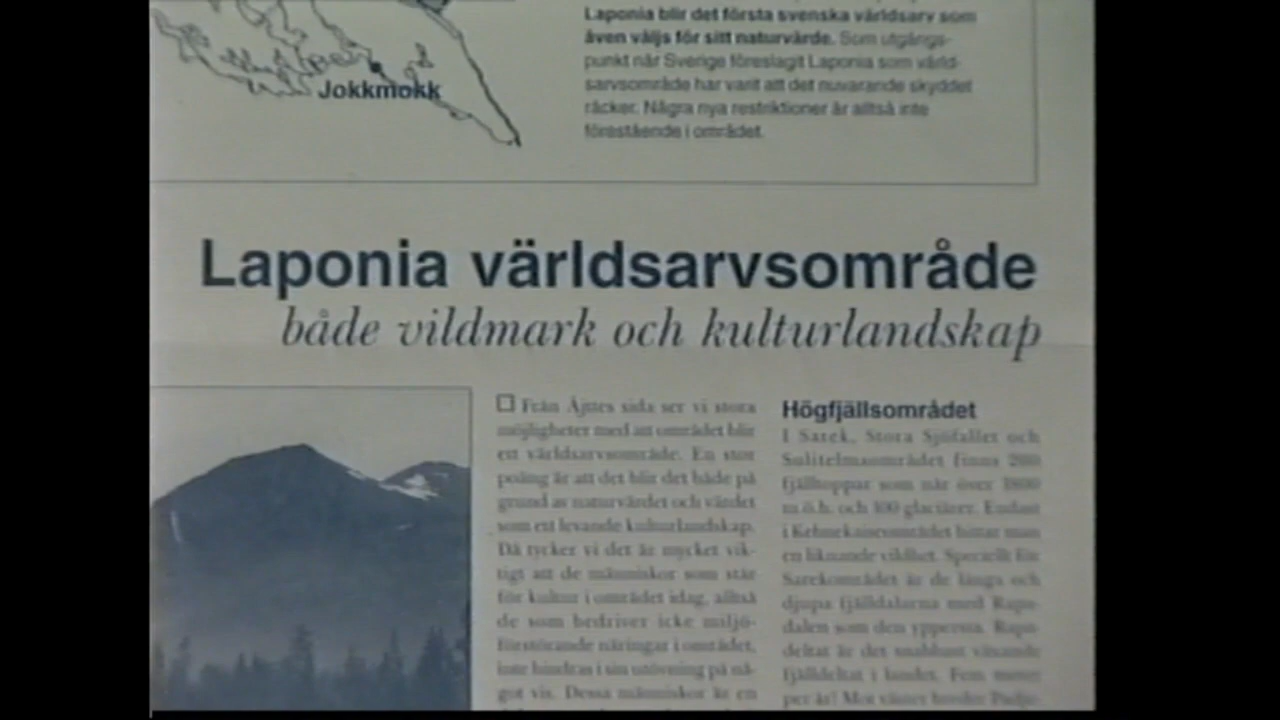 Jokkmokk
Laponia blir det första svenska världsarv som
även väljs för sitt naturvärde. Som utgångs-
punkt när Sverige föreslagit Laponia som värld-
sarvsområde har varit att det nuvarande skyddet
räcker. Några nya restriktioner är alltså inte
förestående i området.
Laponia världsarvsområde
både vildmark och kulturlandskap
Från Ájttes sida ser vi stora
möjligheter med att området blir
ett världsarvsområde. En stor
poäng är att det blir det både på
grund av naturvärdet och värdet
som ett levande kulturlandskap.
Då tycker vi det är mycket vik-
tigt att de människor som står
för kultur i området idag, alltså
de som bedriver icke miljö-
förstörande näringar i området,
inte hindras i sin utövning på nå-
got vis. Dessa människor är en
Högfjällsområdet
I Sarek, Stora Sjöfallet och
Sulitelmaområdet finns 200
fjälltoppar som når över 1800
m.ö.h. och 100 glaciärer. Endast
i Kebnekaiseområdet hittar man
en liknande vildhet. Speciellt för
Sarekområdet är de långa och
djupa fjälldalarna med Rapa-
dalen som den yppersta. Rapa-
deltat är det snabbast växande
fjälldeltat i landet. Fem meter
per år! Mot väster breder Padje-